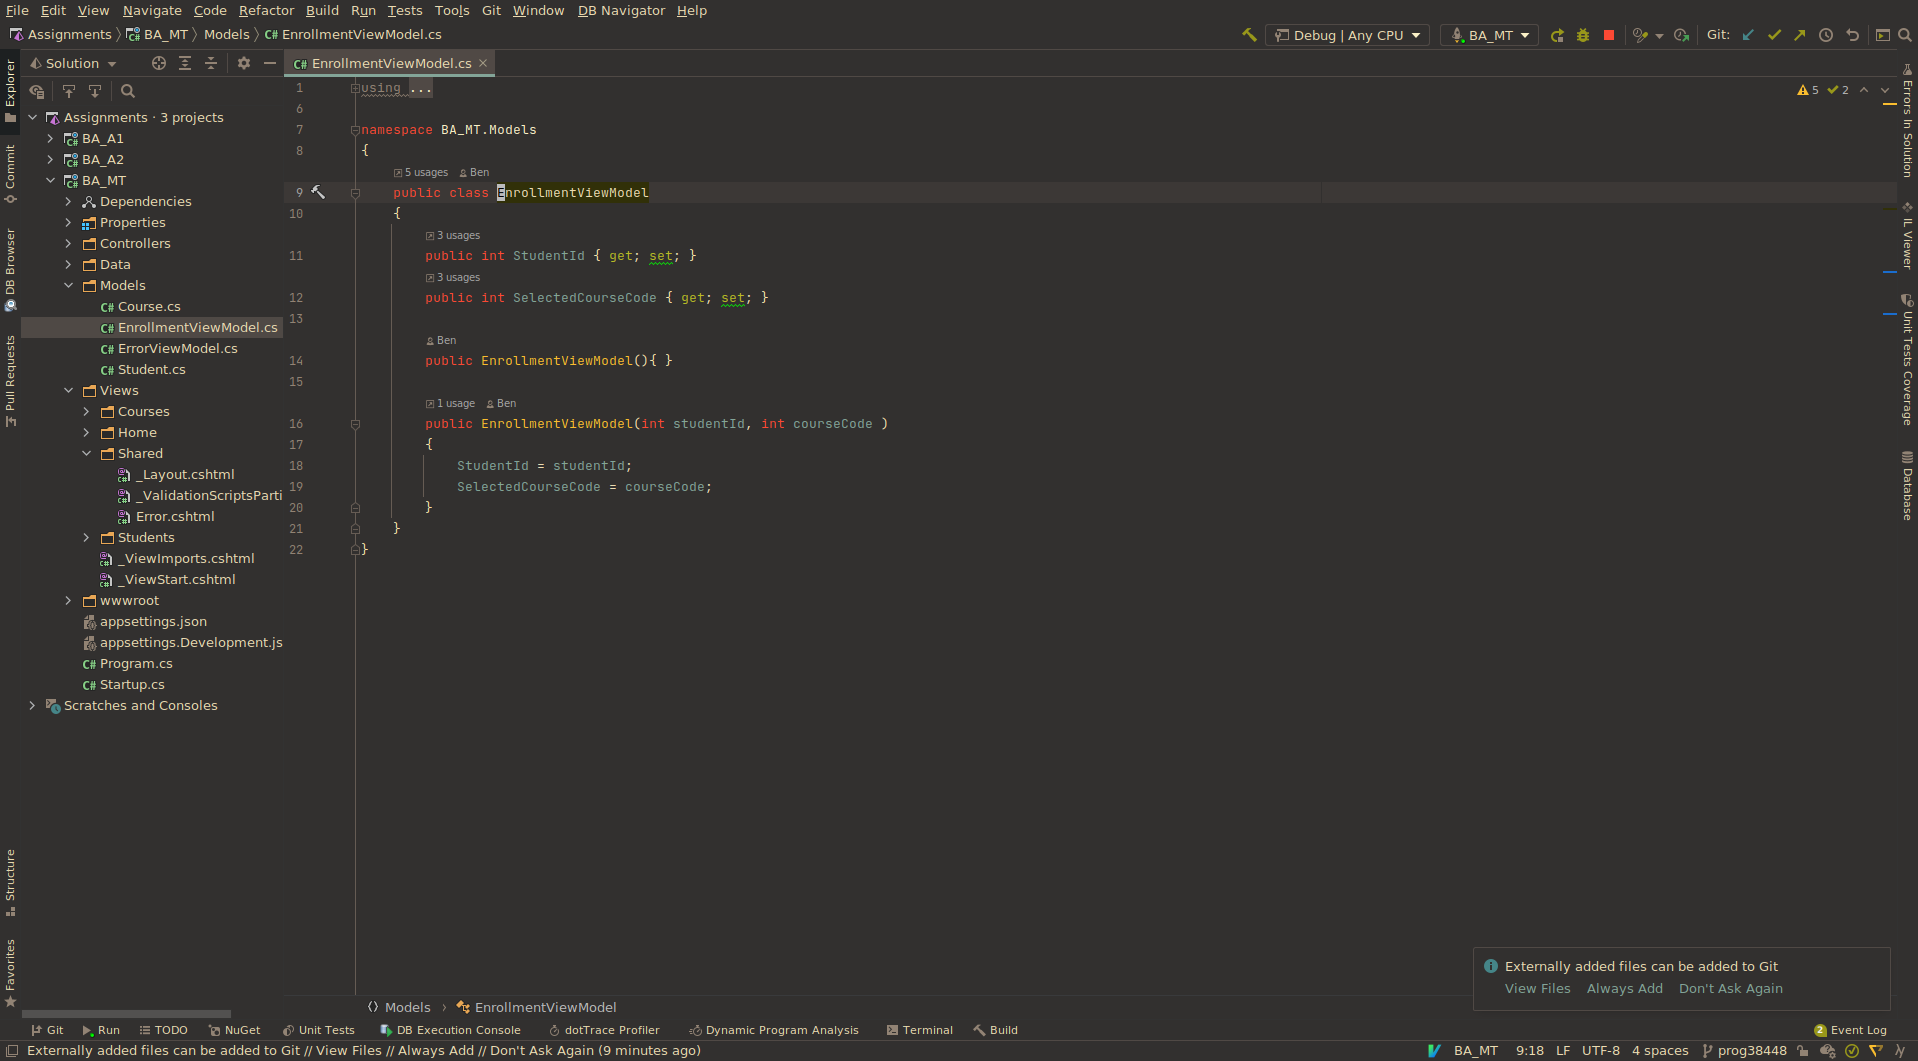 File Edit View Navigate Code Refactor Build Run Tests Tools Git Window DB Navigator Help
Assignments BA_MT Models C# EnrollmentViewModel.cs
Debug | Any CPU BA_MT Git:
Solution
C# EnrollmentViewModel.cs
Assignments · 3 projects
BA_A1
BA_A2
BA_MT
Dependencies
Properties
Controllers
Data
Models
C# Course.cs
C# EnrollmentViewModel.cs
C# ErrorViewModel.cs
C# Student.cs
Views
Courses
Home
Shared
_Layout.cshtml
_ValidationScriptsParti
Error.cshtml
Students
_ViewImports.cshtml
_ViewStart.cshtml
wwwroot
appsettings.json
appsettings.Development.js
C# Program.cs
C# Startup.cs
Scratches and Consoles
Explorer
Commit
DB Browser
Pull Requests
Structure
Favorites
1 using ...
6
7 namespace BA_MT.Models
8 {
5 usages Ben
9 public class EnrollmentViewModel
10 {
3 usages
11 public int StudentId { get; set; }
3 usages
12 public int SelectedCourseCode { get; set; }
13
Ben
14 public EnrollmentViewModel(){ }
15
1 usage Ben
16 public EnrollmentViewModel(int studentId, int courseCode )
17 {
18 StudentId = studentId;
19 SelectedCourseCode = courseCode;
20 }
21 }
22 }
5 2
Errors In Solution
IL Viewer
Unit Tests Coverage
Database
Externally added files can be added to Git
View Files Always Add Don't Ask Again
Models EnrollmentViewModel
Git Run TODO NuGet Unit Tests DB Execution Console dotTrace Profiler Dynamic Program Analysis Terminal Build 2 Event Log
Externally added files can be added to Git // View Files // Always Add // Don't Ask Again (9 minutes ago) BA_MT 9:18 LF UTF-8 4 spaces prog38448